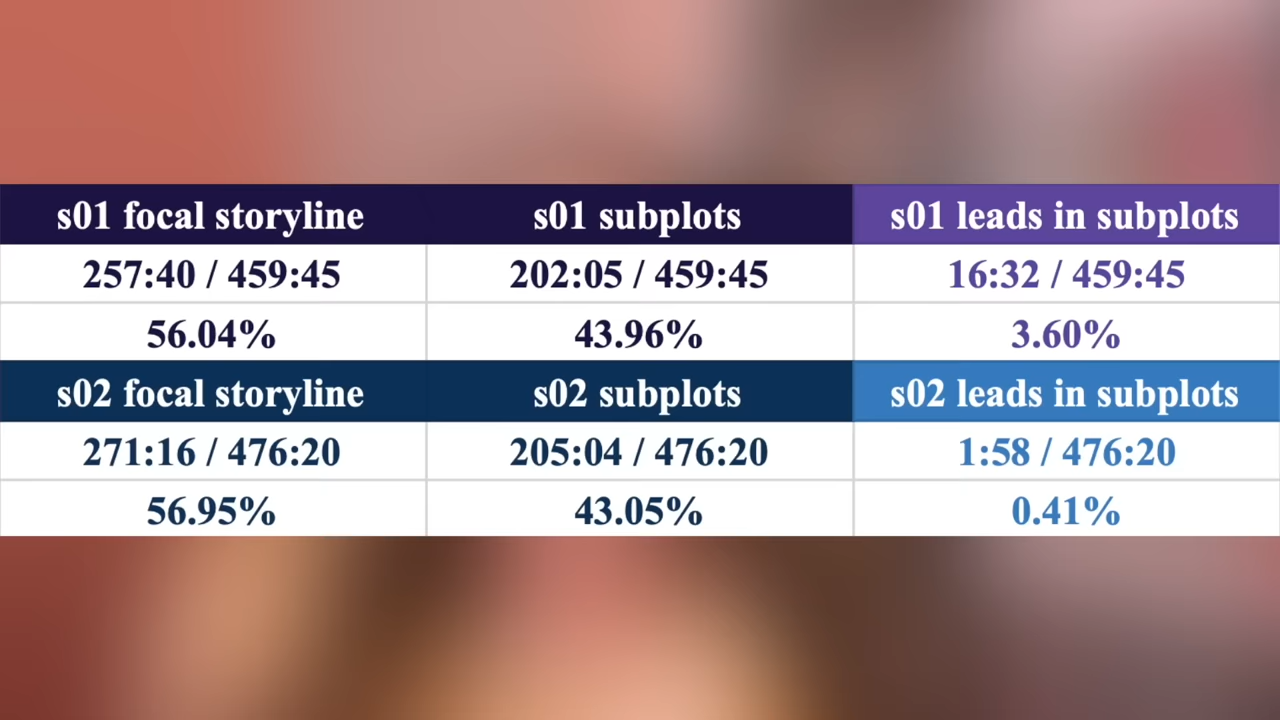 s01 focal storyline s01 subplots s01 leads in subplots
257:40 / 459:45 202:05 / 459:45 16:32 / 459:45
56.04% 43.96% 3.60%
s02 focal storyline s02 subplots s02 leads in subplots
271:16 / 476:20 205:04 / 476:20 1:58 / 476:20
56.95% 43.05% 0.41%